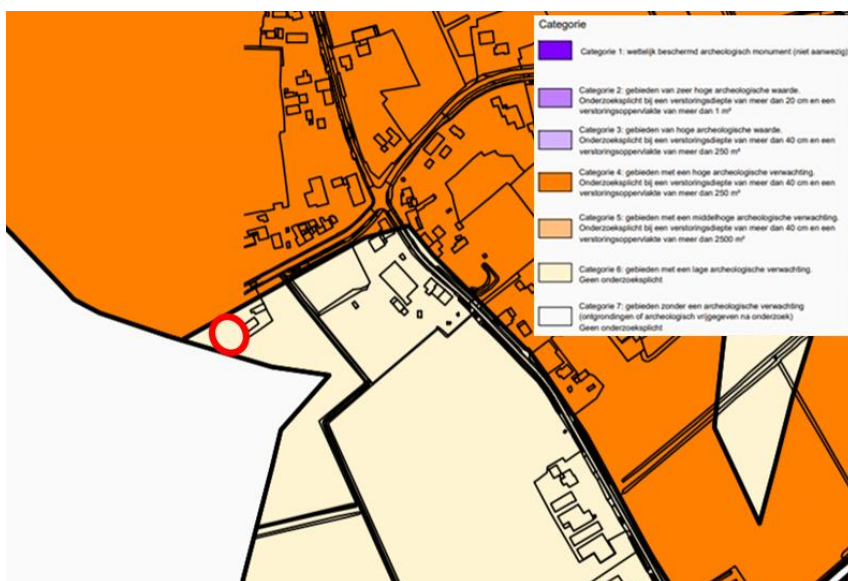 Categorie
Categorie 1: wettelijk beschermd archeologisch monument (niet aanwezig)
Categorie 2: gebieden van zeer hoge archeologische waarde.
Onderzoeksplicht bij een verstoringsdiepte van meer dan 20 cm en een
verstoringsoppervlakte van meer dan 1 m²
Categorie 3: gebieden van hoge archeologische waarde.
Onderzoeksplicht bij een verstoringsdiepte van meer dan 40 cm en een
verstoringsoppervlakte van meer dan 250 m²
Categorie 4: gebieden met een hoge archeologische verwachting.
Onderzoeksplicht bij een verstoringsdiepte van meer dan 40 cm en een
verstoringsoppervlakte van meer dan 250 m²
Categorie 5: gebieden met een middelhoge archeologische verwachting.
Onderzoeksplicht bij een verstoringsdiepte van meer dan 40 cm en een
verstoringsoppervlakte van meer dan 2500 m²
Categorie 6: gebieden met een lage archeologische verwachting.
Geen onderzoeksplicht
Categorie 7: gebieden zonder een archeologische verwachting
(ontgrondingen of archeologisch vrijgegeven na onderzoek)
Geen onderzoeksplicht